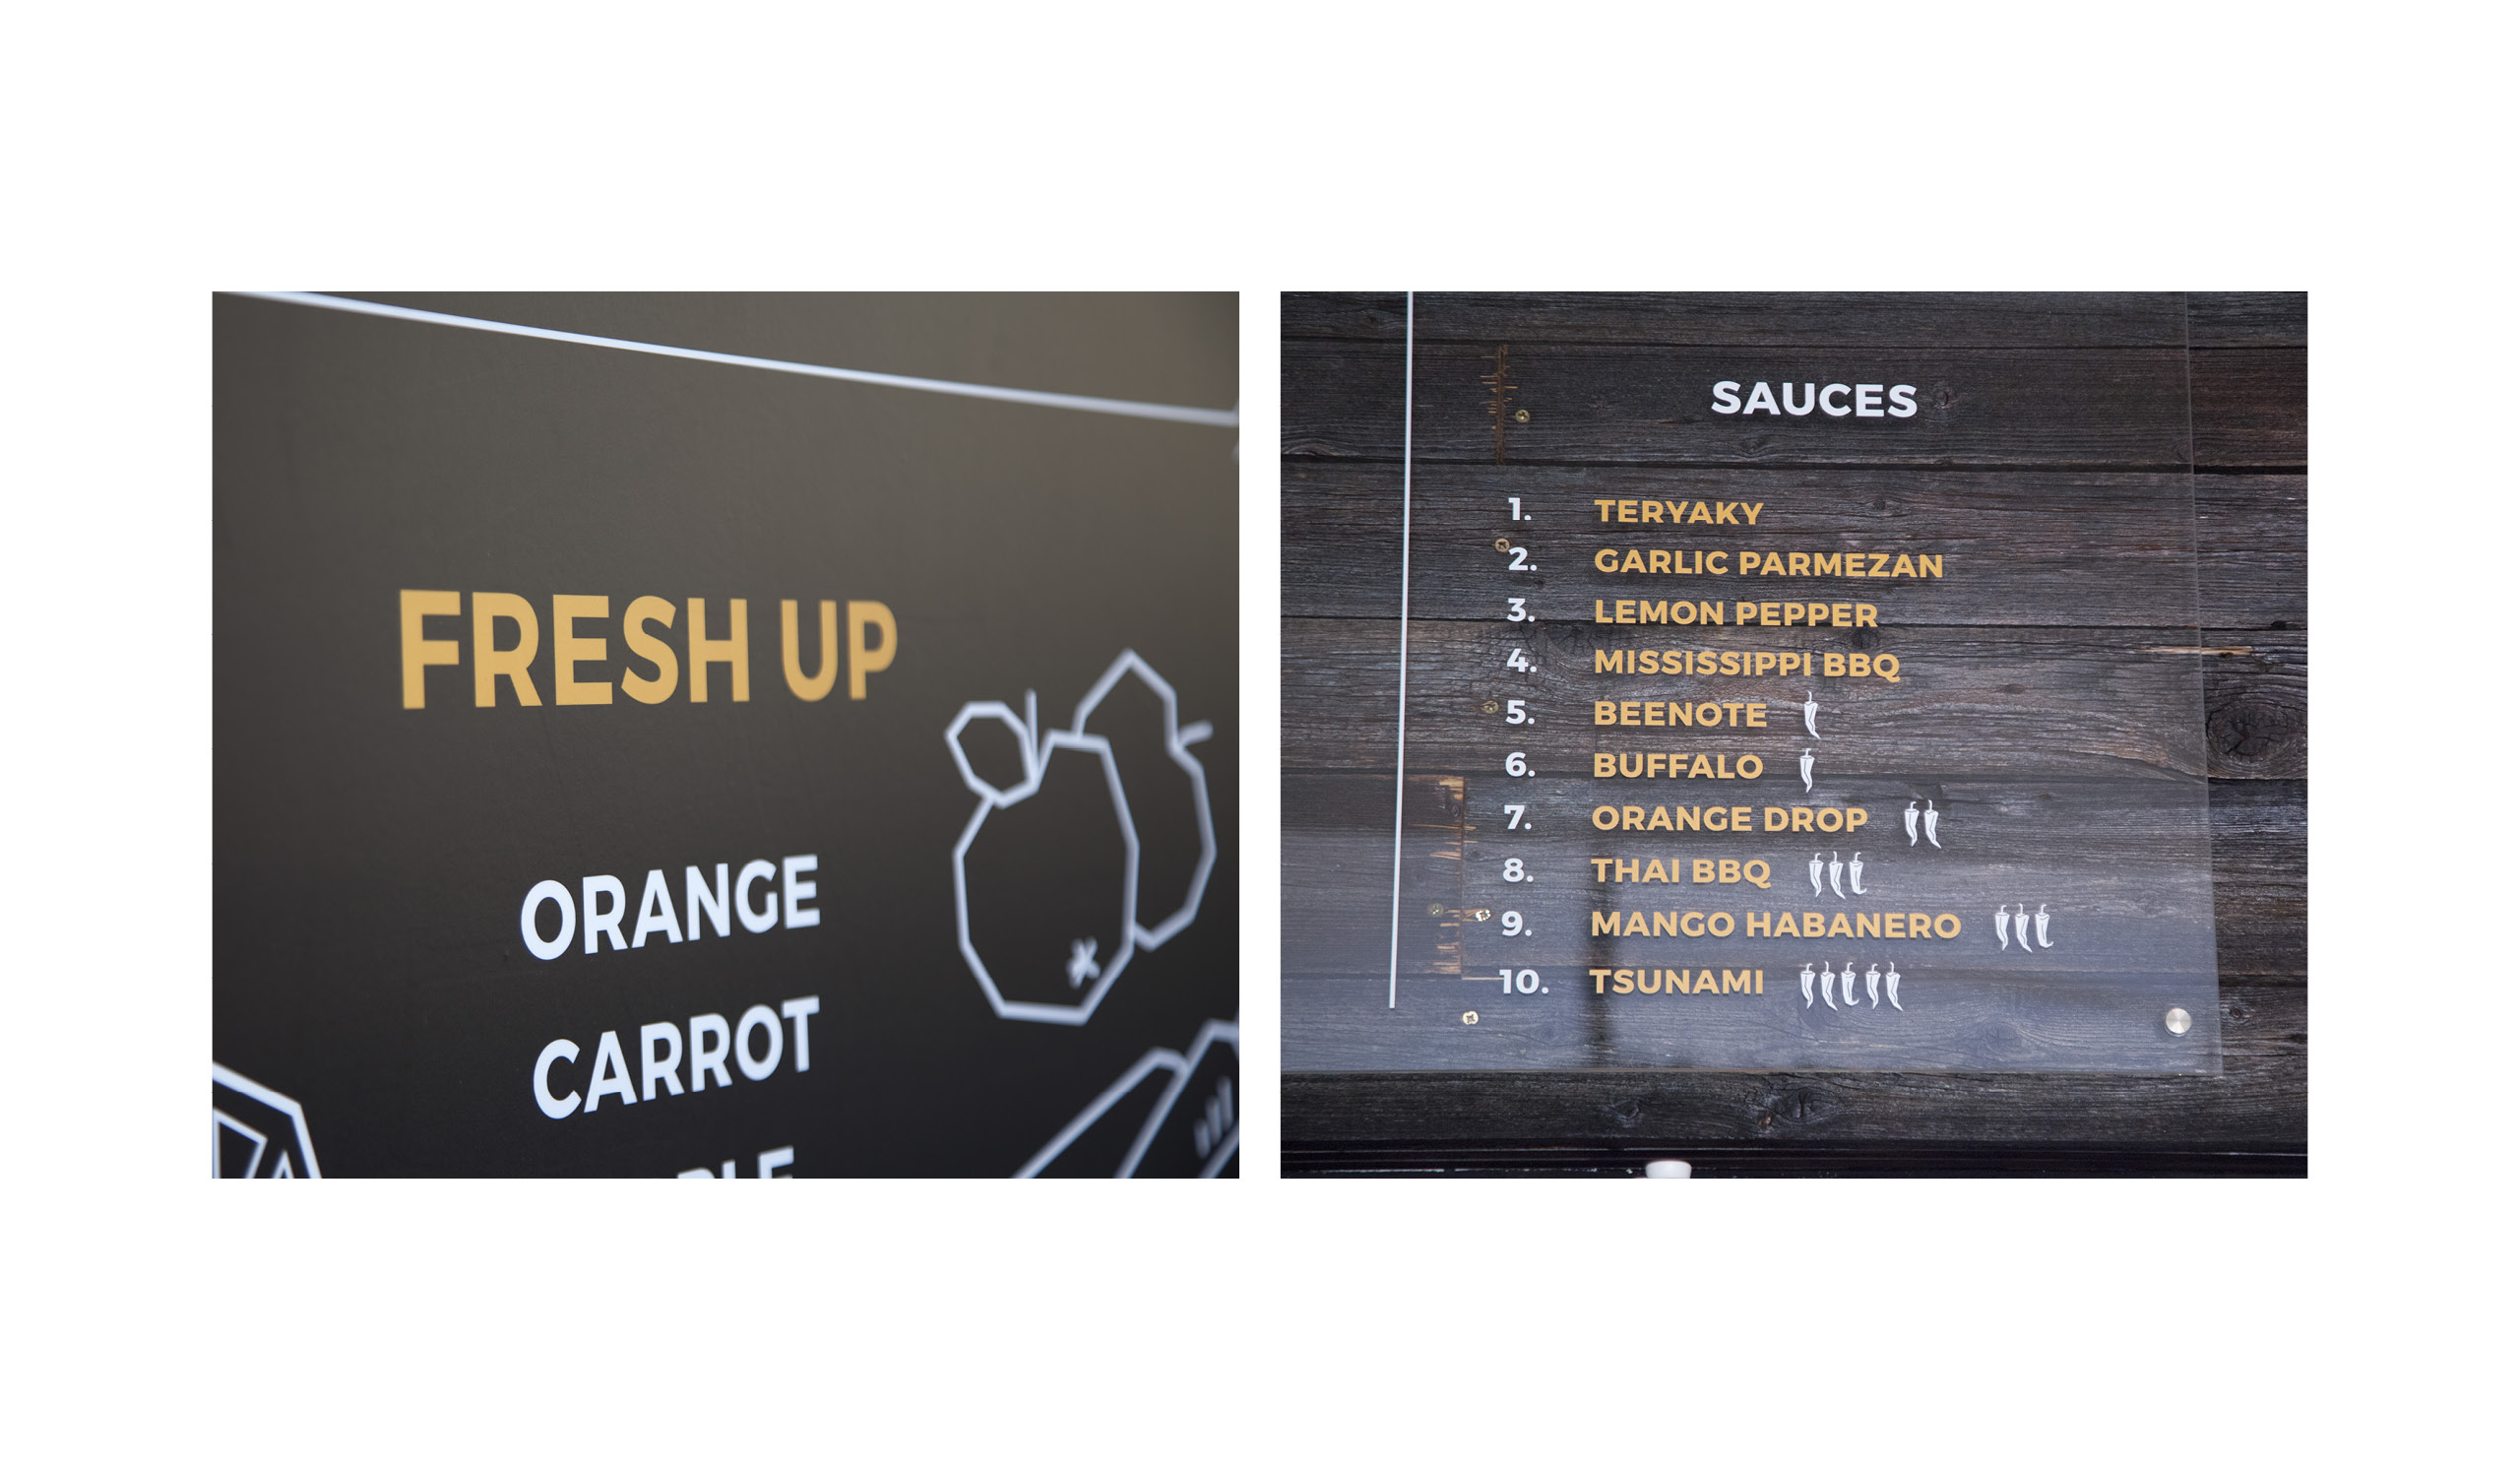 FRESH UP
ORANGE
CARROT
SAUCES
1. TERYAKY
2. GARLIC PARMEZAN
3. LEMON PEPPER
4. MISSISSIPPI BBQ
5. BEENOTE
6. BUFFALO
7. ORANGE DROP
8. THAI BBQ
9. MANGO HABANERO
10. TSUNAMI